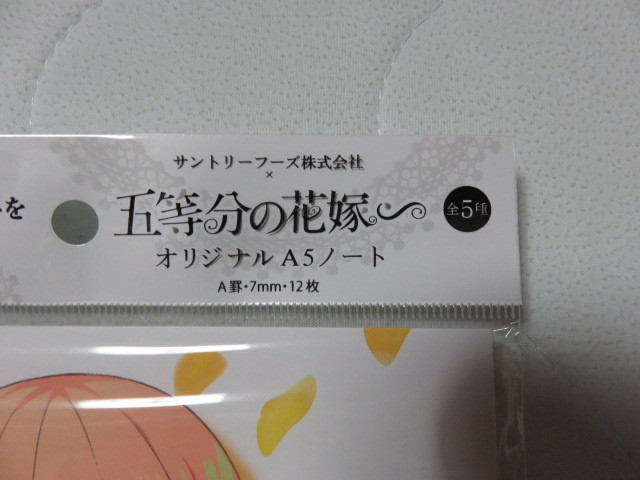 サントリーフーズ株式会社
×
五等分の花嫁∽
全5種
オリジナル A5ノート
A罫・7mm・12枚
を